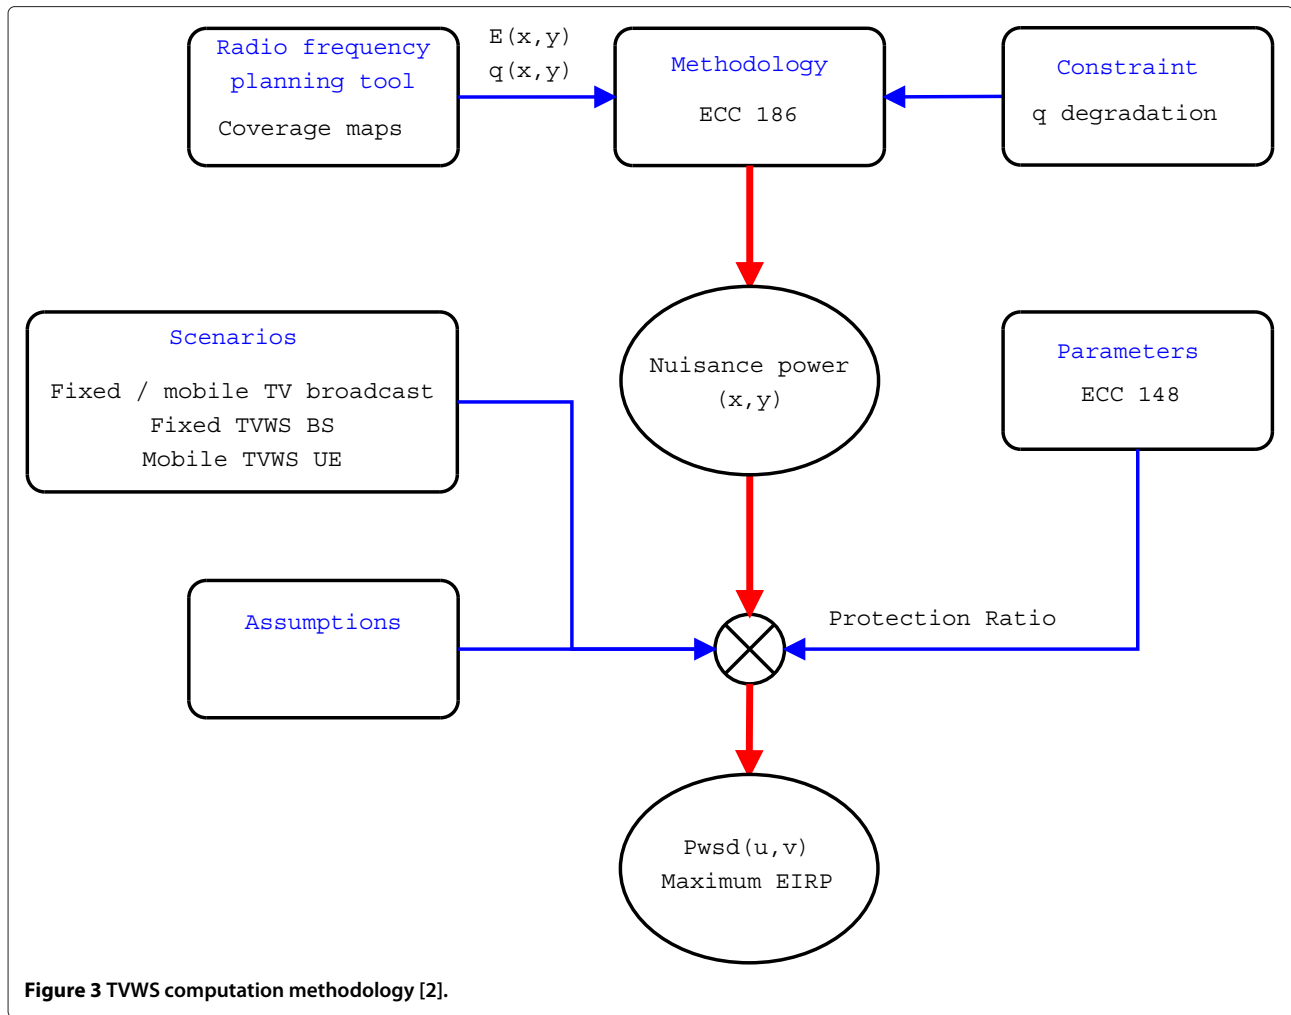 Radio frequency
planning tool
Coverage maps
E(x,y)
q(x,y)
Methodology
ECC 186
Constraint
q degradation
Scenarios
Fixed / mobile TV broadcast
Fixed TVWS BS
Mobile TVWS UE
Nuisance power
(x,y)
Parameters
ECC 148
Assumptions
Protection Ratio
Pwsd(u,v)
Maximum EIRP
Figure 3 TVWS computation methodology [2].